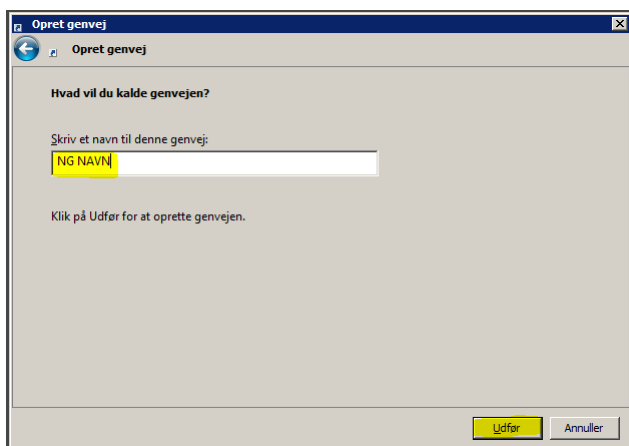 Opret genvej
Opret genvej
Hvad vil du kalde genvejen?
Skriv et navn til denne genvej:
NG NAVN
Klik på Udfør for at oprette genvejen.
Udfør Annuller